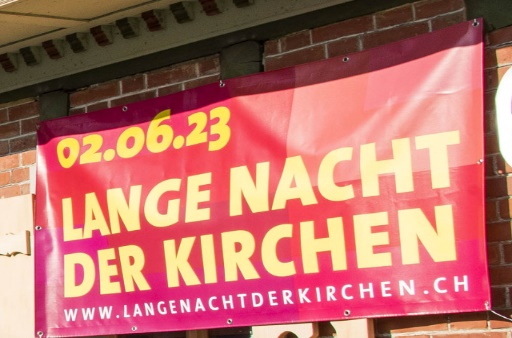 02.06.23
LANGE NACHT
DER KIRCHEN
WWW.LANGENACHTDERKIRCHEN.CH